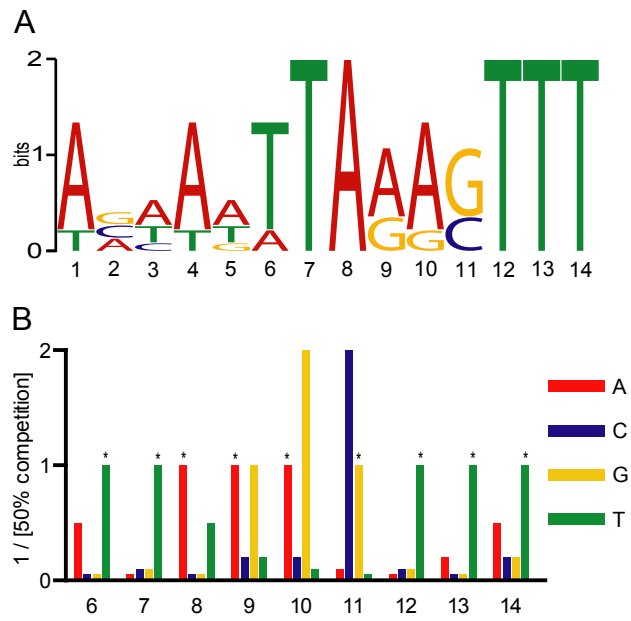 A
2
bits
1
0
A T
G C A
A T C
A T
A T G
T A
T
A
A G
A G
G C
T
T
T
1 2 3 4 5 6 7 8 9 10 11 12 13 14
B
1 / [50% competition]
2
1
0
* * * * * * * * *
6 7 8 9 10 11 12 13 14
A
C
G
T